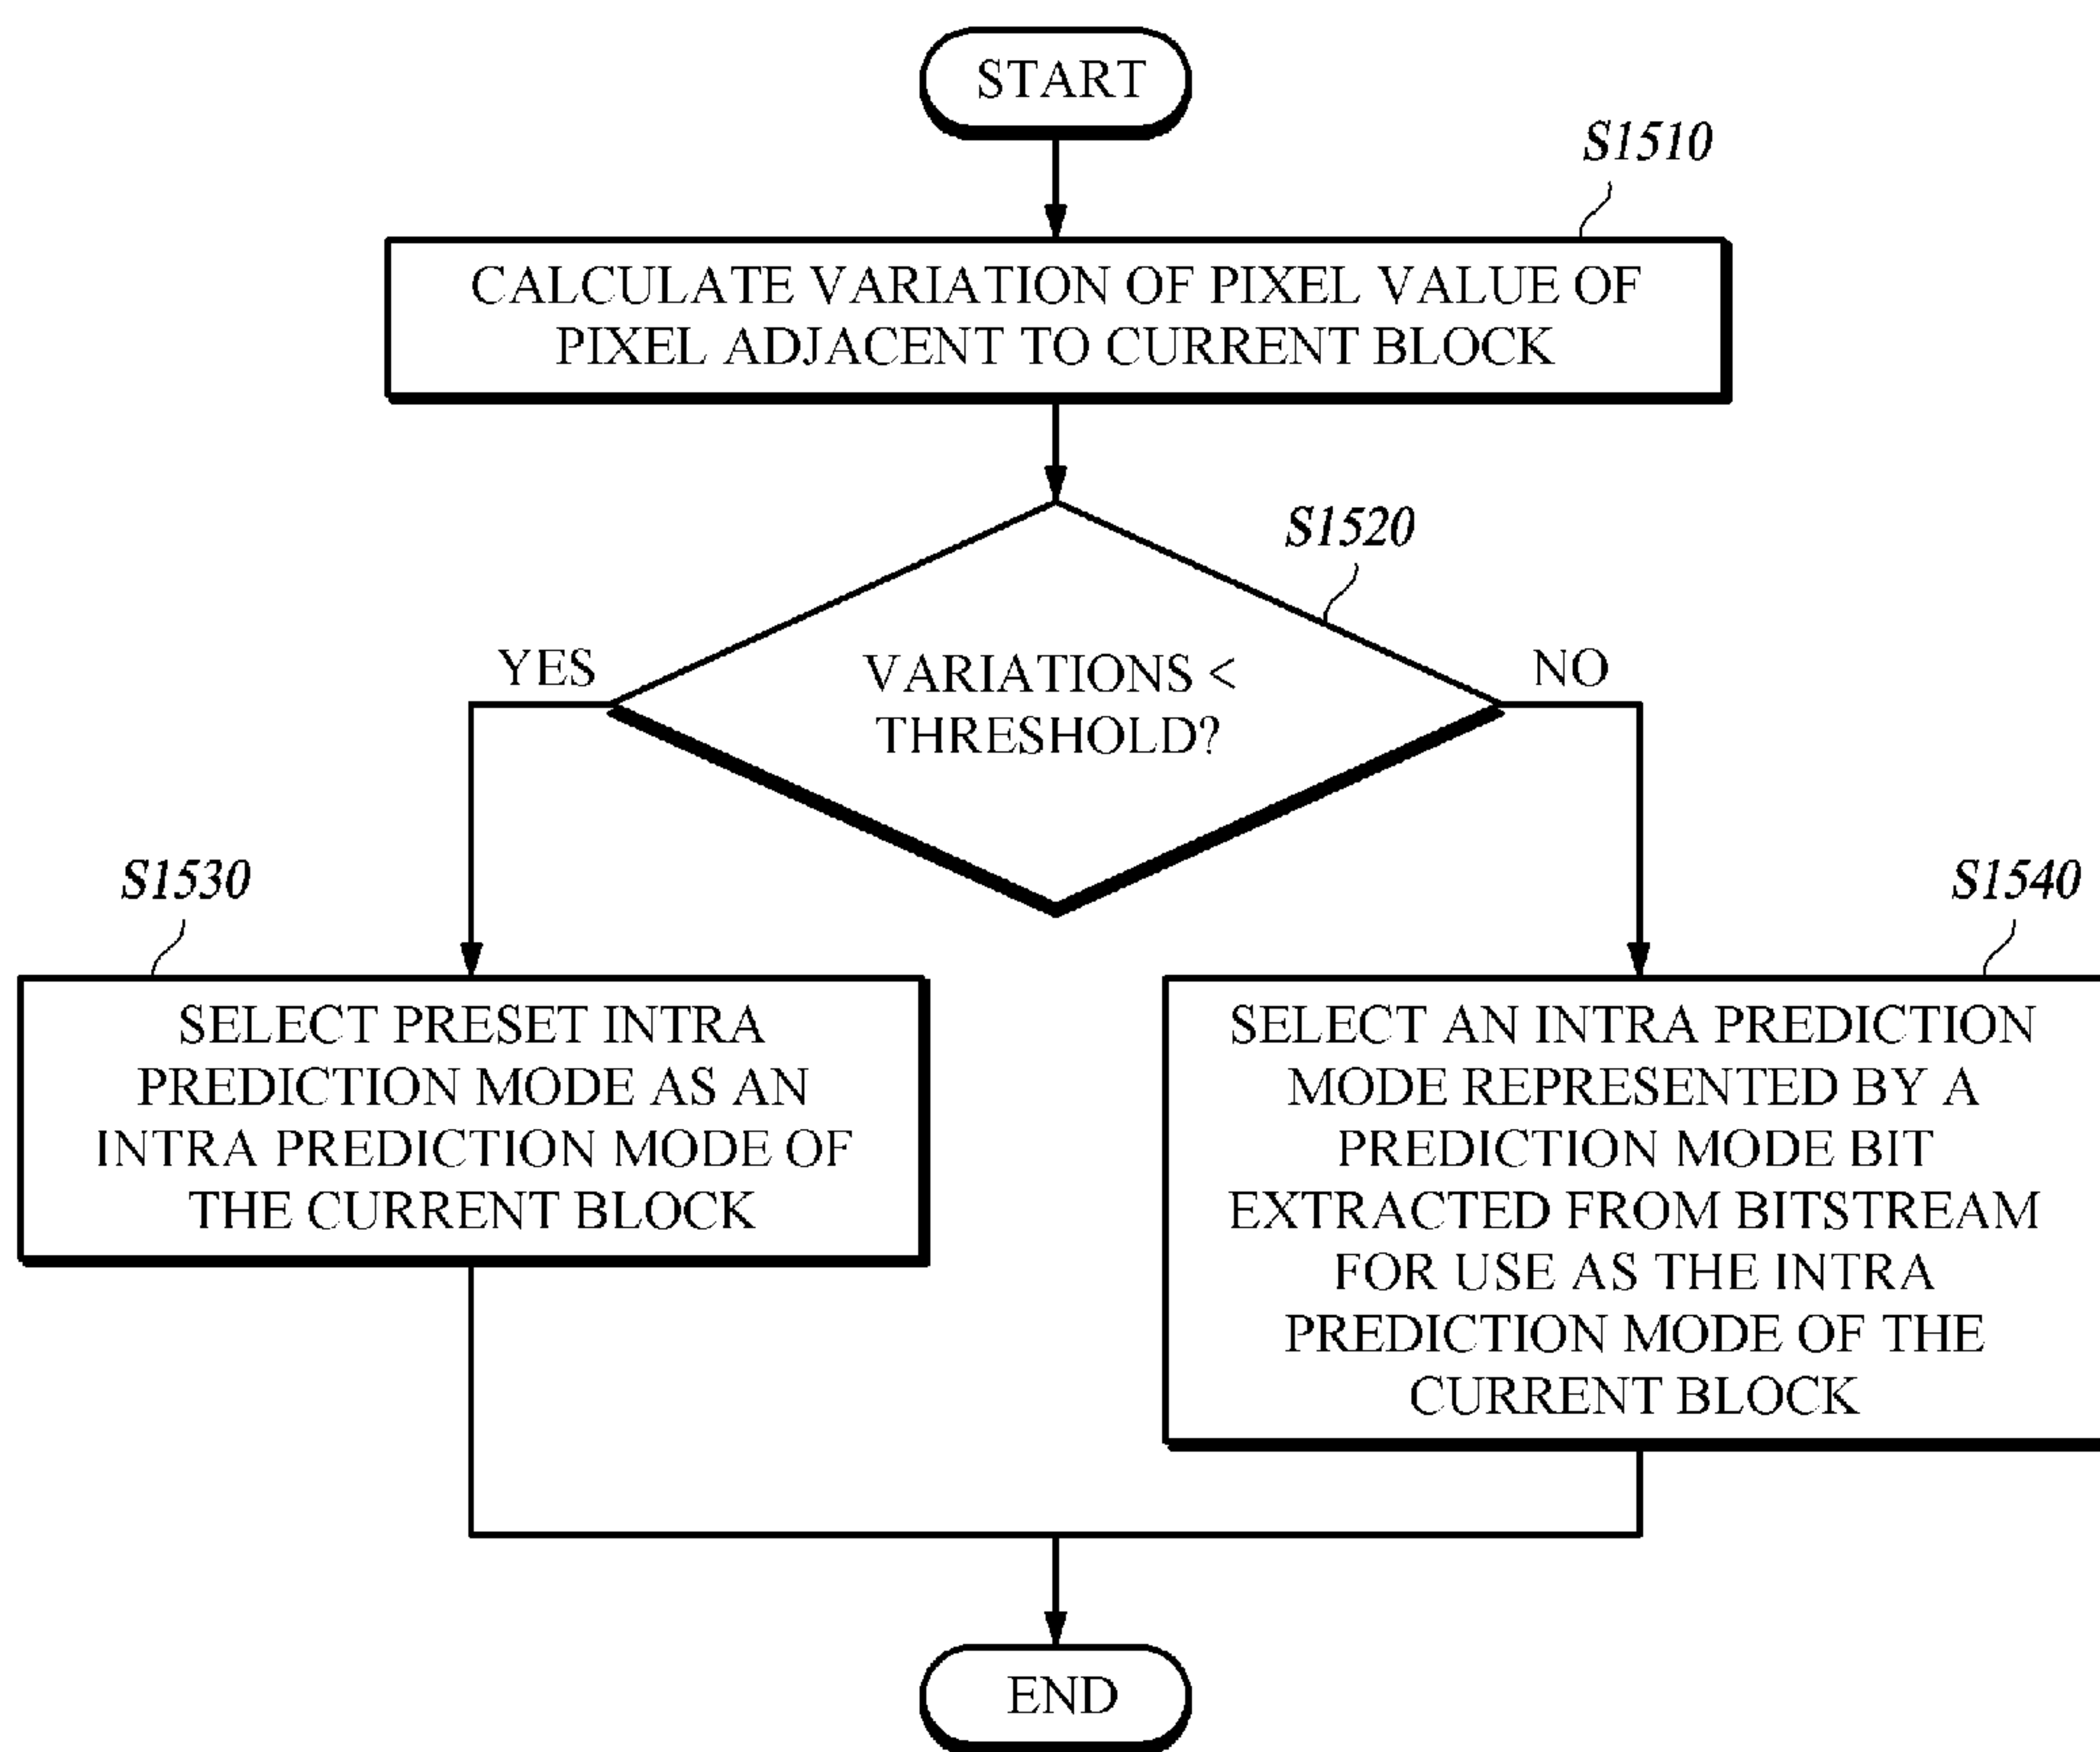 START
S1510
CALCULATE VARIATION OF PIXEL VALUE OF
PIXEL ADJACENT TO CURRENT BLOCK
S1520
VARIATIONS <
THRESHOLD?
YES
NO
S1530
SELECT PRESET INTRA
PREDICTION MODE AS AN
INTRA PREDICTION MODE OF
THE CURRENT BLOCK
S1540
SELECT AN INTRA PREDICTION
MODE REPRESENTED BY A
PREDICTION MODE BIT
EXTRACTED FROM BITSTREAM
FOR USE AS THE INTRA
PREDICTION MODE OF THE
CURRENT BLOCK
END